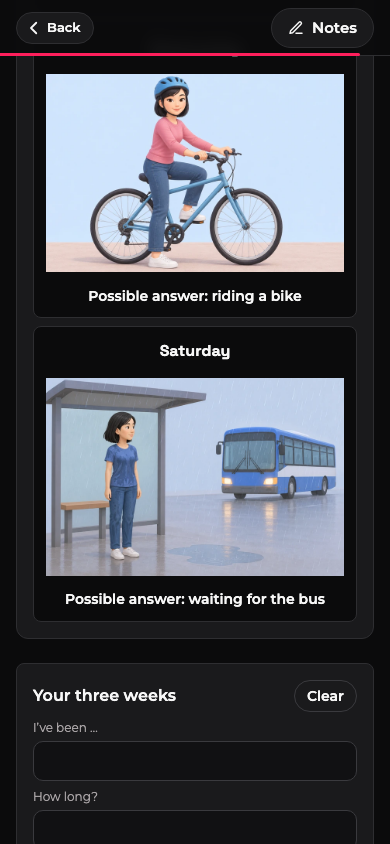 Back
Notes
Possible answer: riding a bike
Saturday
Possible answer: waiting for the bus
Your three weeks
Clear
I've been ...
How long?